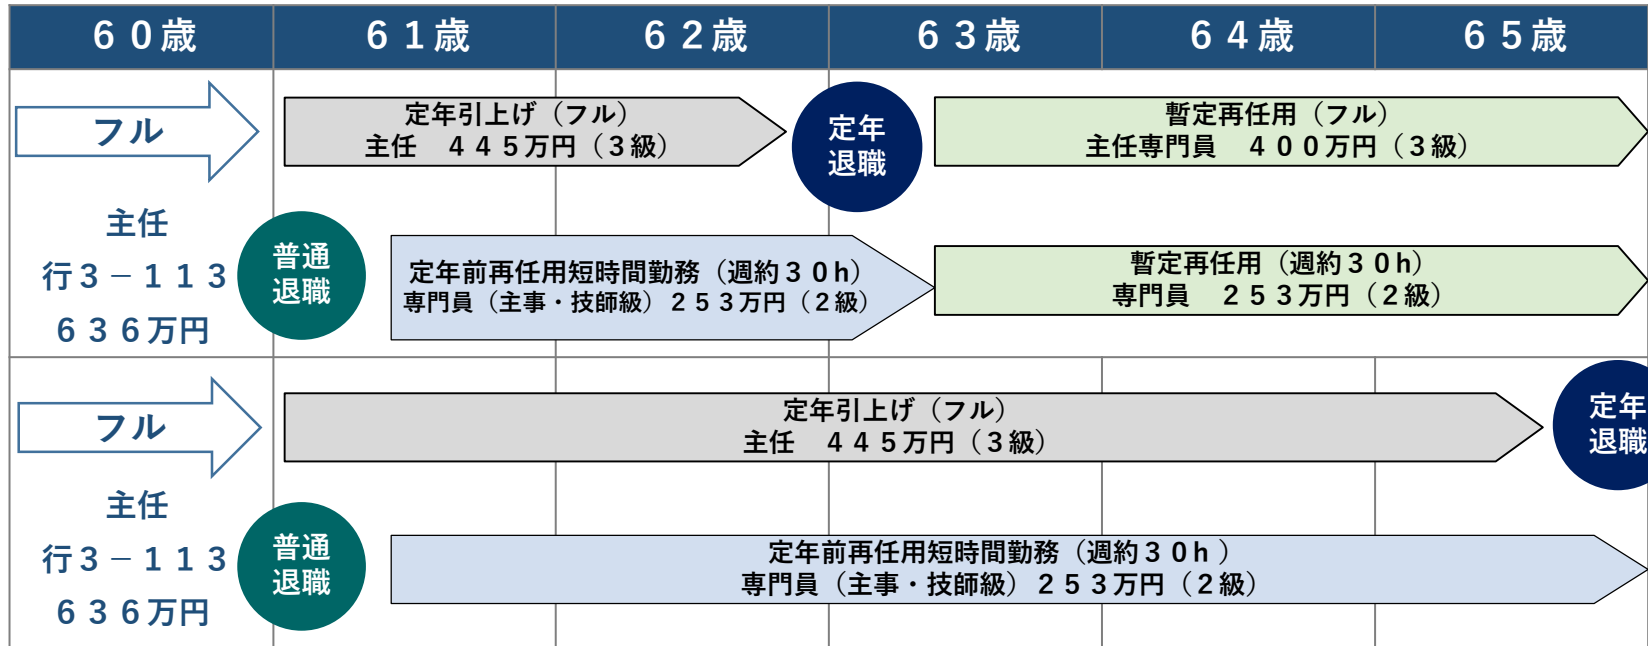 ６０歳
６１歳
６２歳
６３歳
６４歳
６５歳
フル
定年引上げ（フル）
主任　４４５万円（３級）
定年
退職
暫定再任用（フル）
主任専門員　４００万円（３級）
主任
行３－１１３
６３６万円
普通
退職
定年前再任用短時間勤務（週約３０h）
専門員（主事・技師級）２５３万円（２級）
暫定再任用（週約３０h）
専門員　２５３万円（２級）
フル
定年引上げ（フル）
主任　４４５万円（３級）
定年
退職
主任
行３－１１３
６３６万円
普通
退職
定年前再任用短時間勤務（週約３０h ）
専門員（主事・技師級）２５３万円（２級）